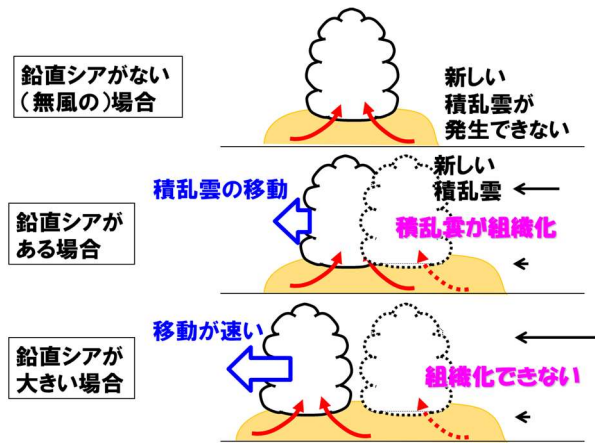 鉛直シアがない
(無風の)場合
新しい
積乱雲が
発生できない
積乱雲の移動
新しい
積乱雲
鉛直シアが
ある場合
積乱雲が組織化
移動が速い
鉛直シアが
大きい場合
組織化できない